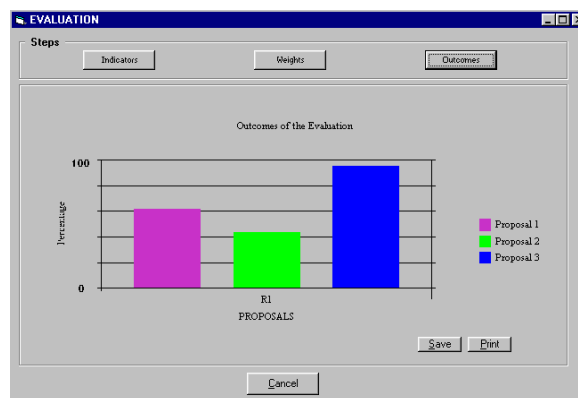 EVALUATION
Steps
Indicators
Weights
Outcomes
Outcomes of the Evaluation
100
Percentage
0
R1
PROPOSALS
Proposal 1
Proposal 2
Proposal 3
Save
Print
Cancel